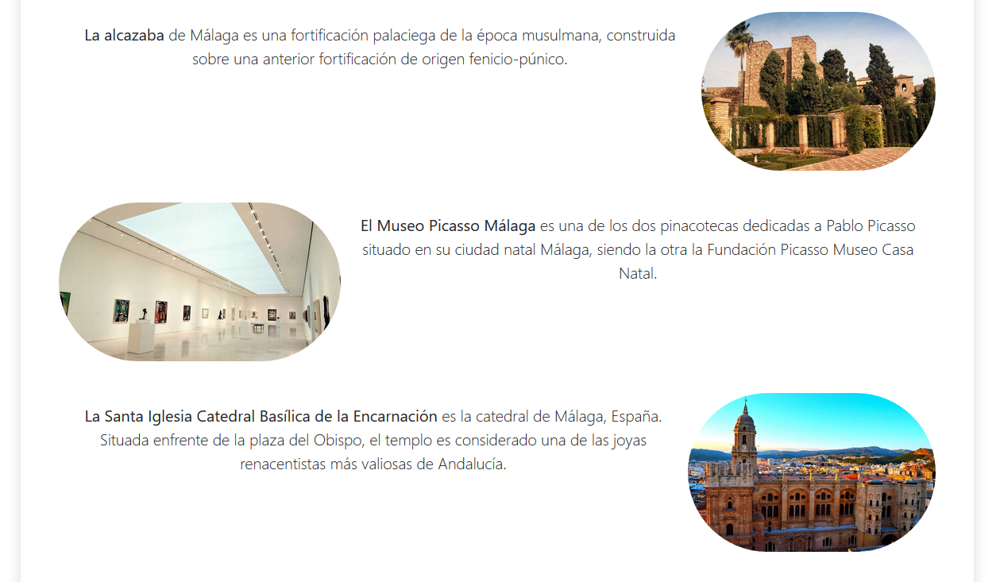 La alcazaba de Málaga es una fortificación palaciega de la época musulmana, construida
sobre una anterior fortificación de origen fenicio-púnico.
El Museo Picasso Málaga es una de los dos pinacotecas dedicadas a Pablo Picasso
situado en su ciudad natal Málaga, siendo la otra la Fundación Picasso Museo Casa
Natal.
La Santa Iglesia Catedral Basílica de la Encarnación es la catedral de Málaga, España.
Situada enfrente de la plaza del Obispo, el templo es considerado una de las joyas
renacentistas más valiosas de Andalucía.